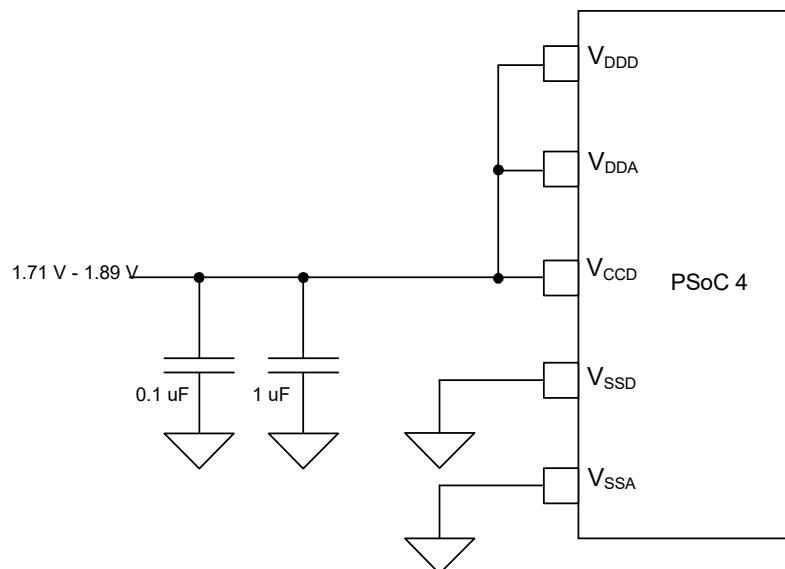 VDDD
VDDA
1.71 V - 1.89 V
VCCD
PSoC 4
0.1 uF
1 uF
VSSD
VSSA